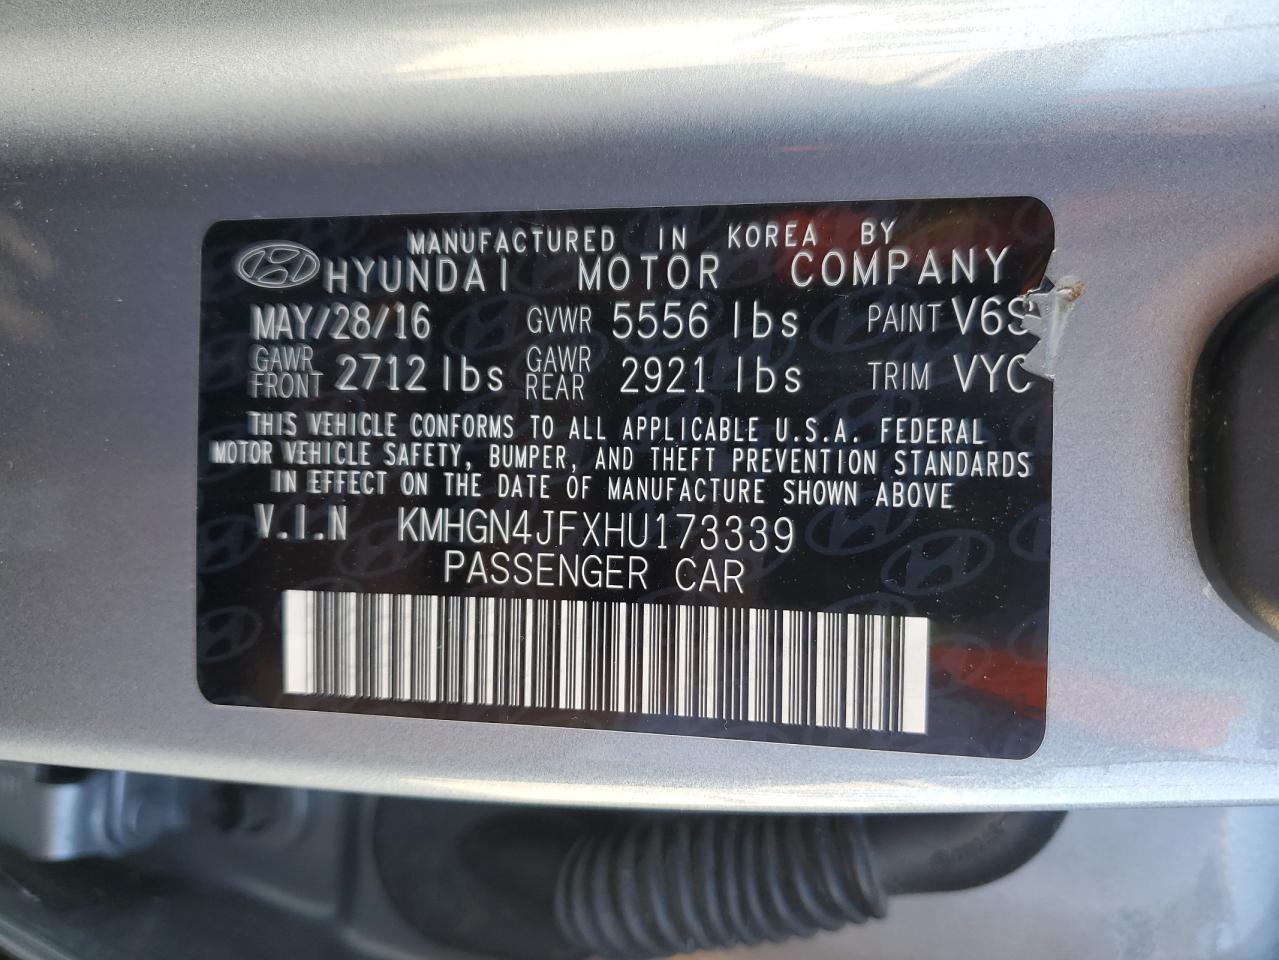 MANUFACTURED IN KOREA BY
HYUNDAI MOTOR COMPANY
MAY/28/16 GVWR 5556 lbs PAINT V6S
GAWR FRONT 2712 lbs GAWR REAR 2921 lbs TRIM VYC
THIS VEHICLE CONFORMS TO ALL APPLICABLE U.S.A. FEDERAL
MOTOR VEHICLE SAFETY, BUMPER, AND THEFT PREVENTION STANDARDS
IN EFFECT ON THE DATE OF MANUFACTURE SHOWN ABOVE
V.I.N KMHGN4JFXHU173339
PASSENGER CAR